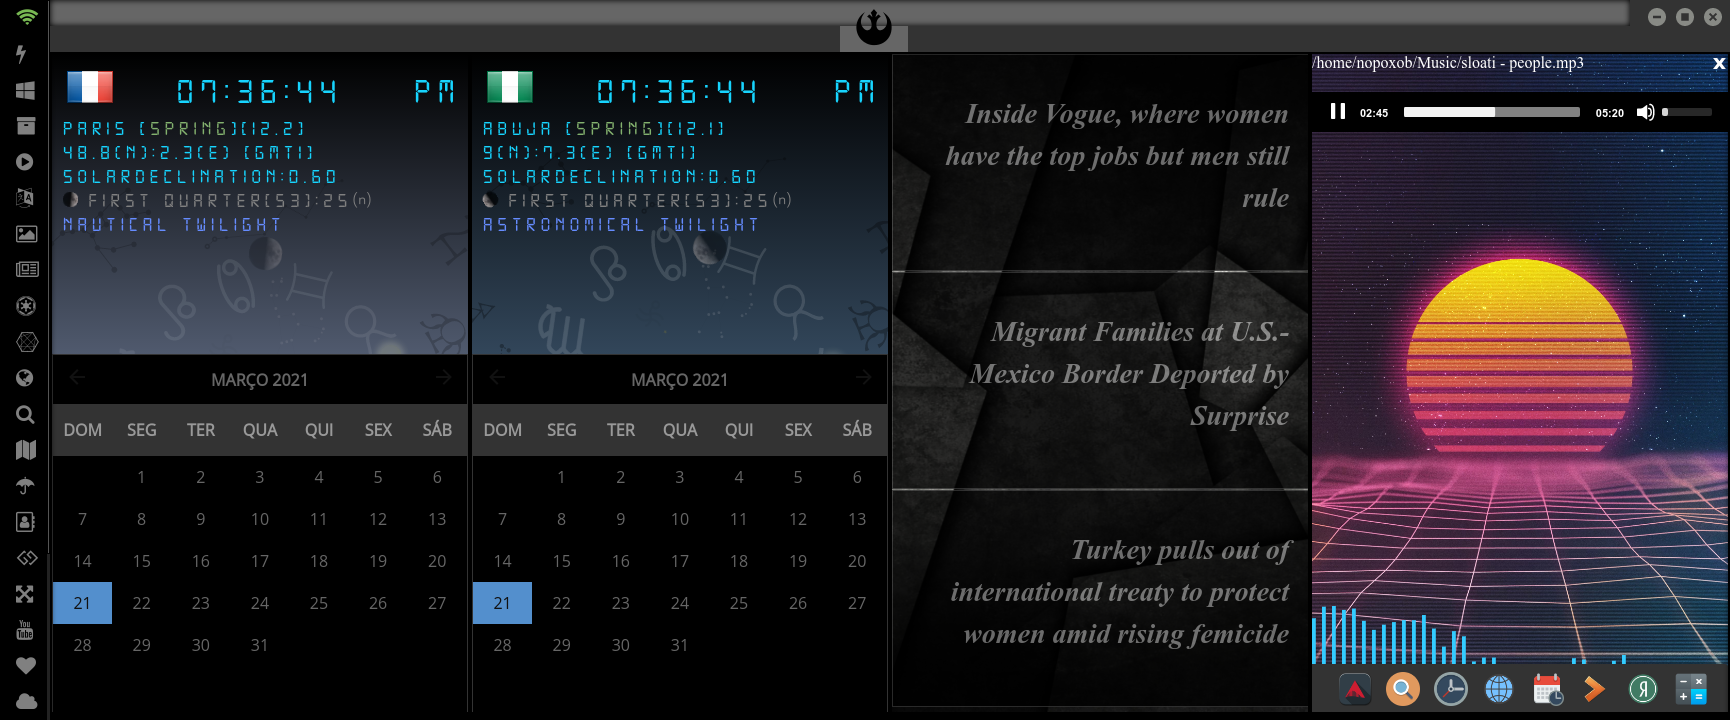 07:36:44 PM
PARIS [SPRING][12.2]
48.8(N):2.3(E) [GMT1]
SOLARDECLINATION:0.60
FIRST QUARTER(53):25(n)
NAUTICAL TWILIGHT
MARÇO 2021
DOM SEG TER QUA QUI SEX SÁB
1 2 3 4 5 6
7 8 9 10 11 12 13
14 15 16 17 18 19 20
21 22 23 24 25 26 27
28 29 30 31
07:36:44 PM
ABUJA [SPRING][12.1]
9(N):7.3(E) [GMT1]
SOLARDECLINATION:0.60
FIRST QUARTER(53):25(n)
ASTRONOMICAL TWILIGHT
MARÇO 2021
DOM SEG TER QUA QUI SEX SÁB
1 2 3 4 5 6
7 8 9 10 11 12 13
14 15 16 17 18 19 20
21 22 23 24 25 26 27
28 29 30 31
Inside Vogue, where women
have the top jobs but men still
rule
Migrant Families at U.S.-
Mexico Border Deported by
Surprise
Turkey pulls out of
international treaty to protect
women amid rising femicide
/home/nopoxob/Music/sloati - people.mp3
x
02:45 05:20
You
Tube
Я